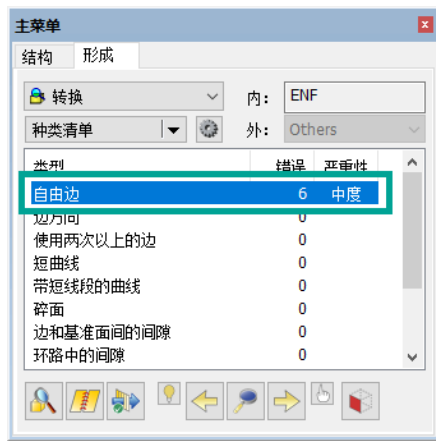 主菜单
结构 形成
转换 内： ENF
种类清单 外： Others
类型 错误 严重性
自由边 6 中度
边方向 0
使用两次以上的边 0
短曲线 0
带短线段的曲线 0
碎面 0
边和基准面间的间隙 0
环路中的间隙 0